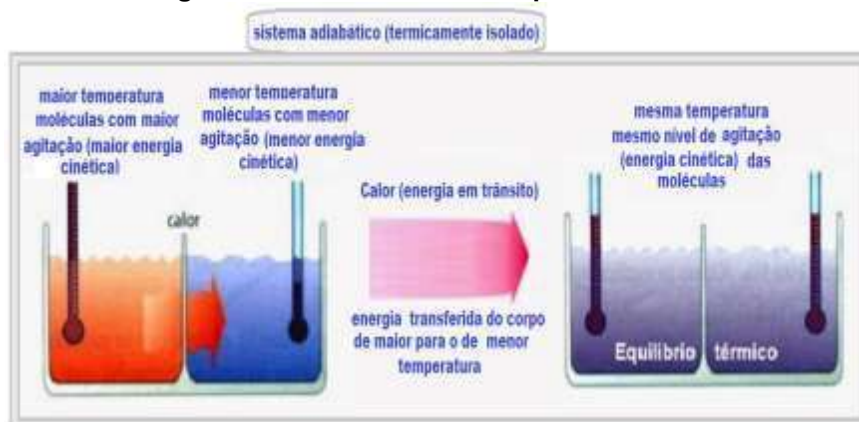 sistema adiabático (termicamente isolado)
maior temperatura
moléculas com maior
agitação (maior energia
cinética)
menor temperatura
moléculas com menor
agitação (menor energia
cinética)
calor
Calor (energia em trânsito)
energia transferida do corpo
de maior para o de menor
temperatura
mesma temperatura
mesmo nível de agitação
(energia cinética) das
moléculas
Equilíbrio térmico